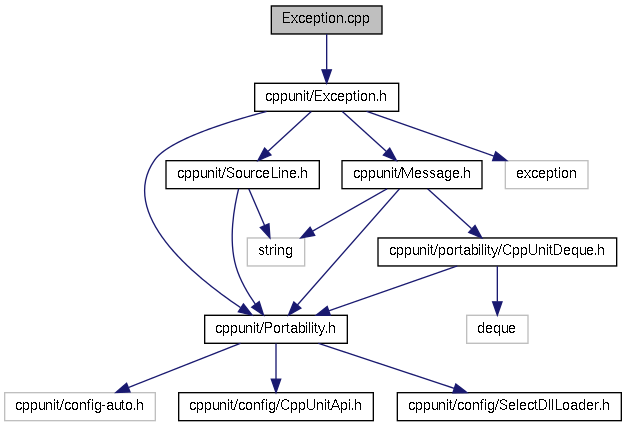 Exception.cpp
cppunit/Exception.h
cppunit/SourceLine.h
cppunit/Message.h
exception
string
cppunit/portability/CppUnitDeque.h
cppunit/Portability.h
deque
cppunit/config-auto.h
cppunit/config/CppUnitApi.h
cppunit/config/SelectDllLoader.h